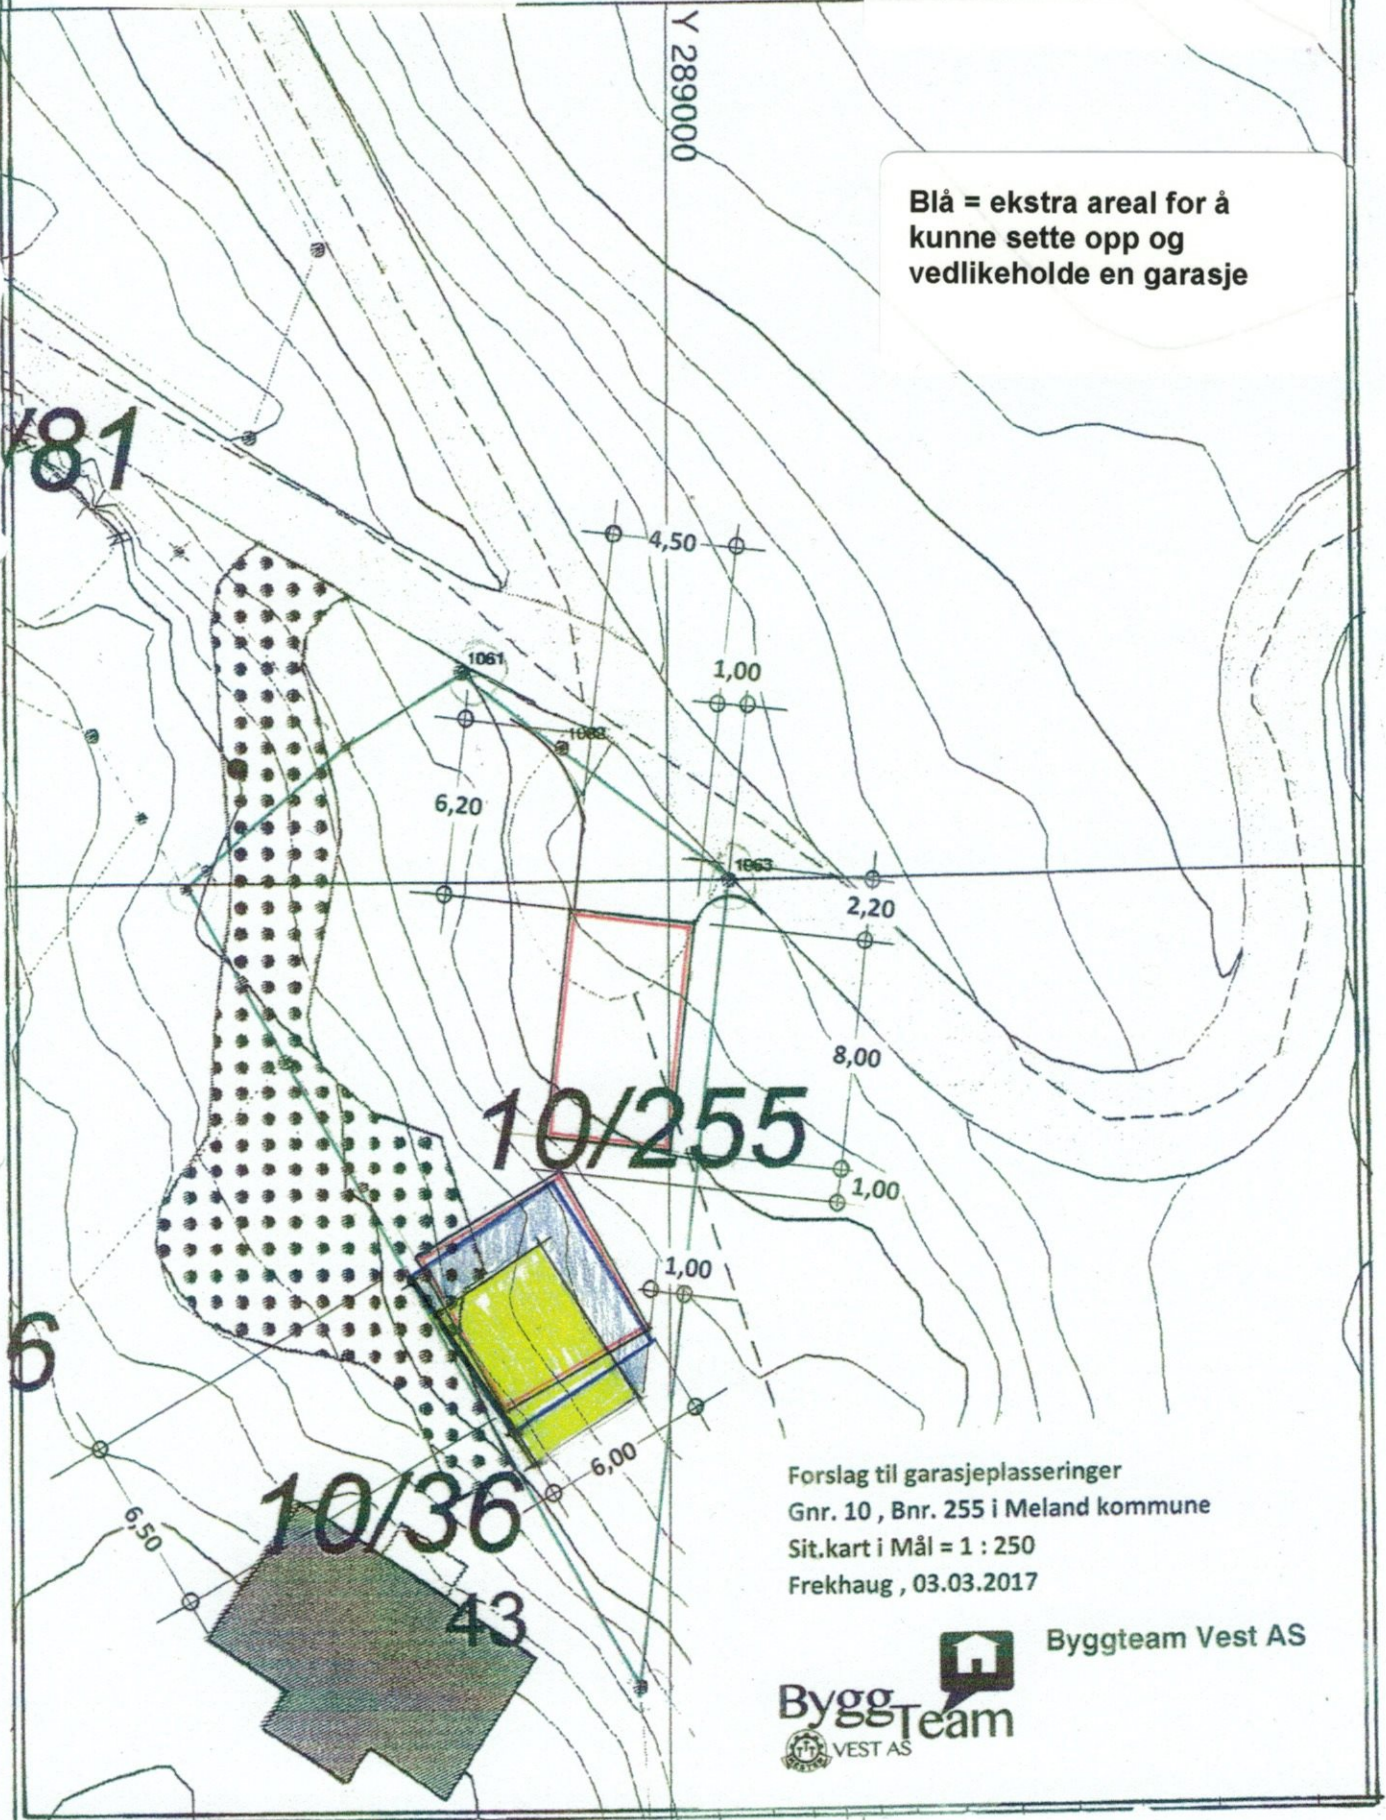 Y 289000
Blå = ekstra areal for å
kunne sette opp og
vedlikeholde en garasje
/81
4,50
1061
1,00
1062
6,20
1063
2,20
8,00
10/255
1,00
1,00
6
6,00
10/36
6,50
43
Forslag til garasjeplasseringer
Gnr. 10 , Bnr. 255 i Meland kommune
Sit.kart i Mål = 1 : 250
Frekhaug , 03.03.2017
Byggteam Vest AS
Bygg
Team
VEST AS